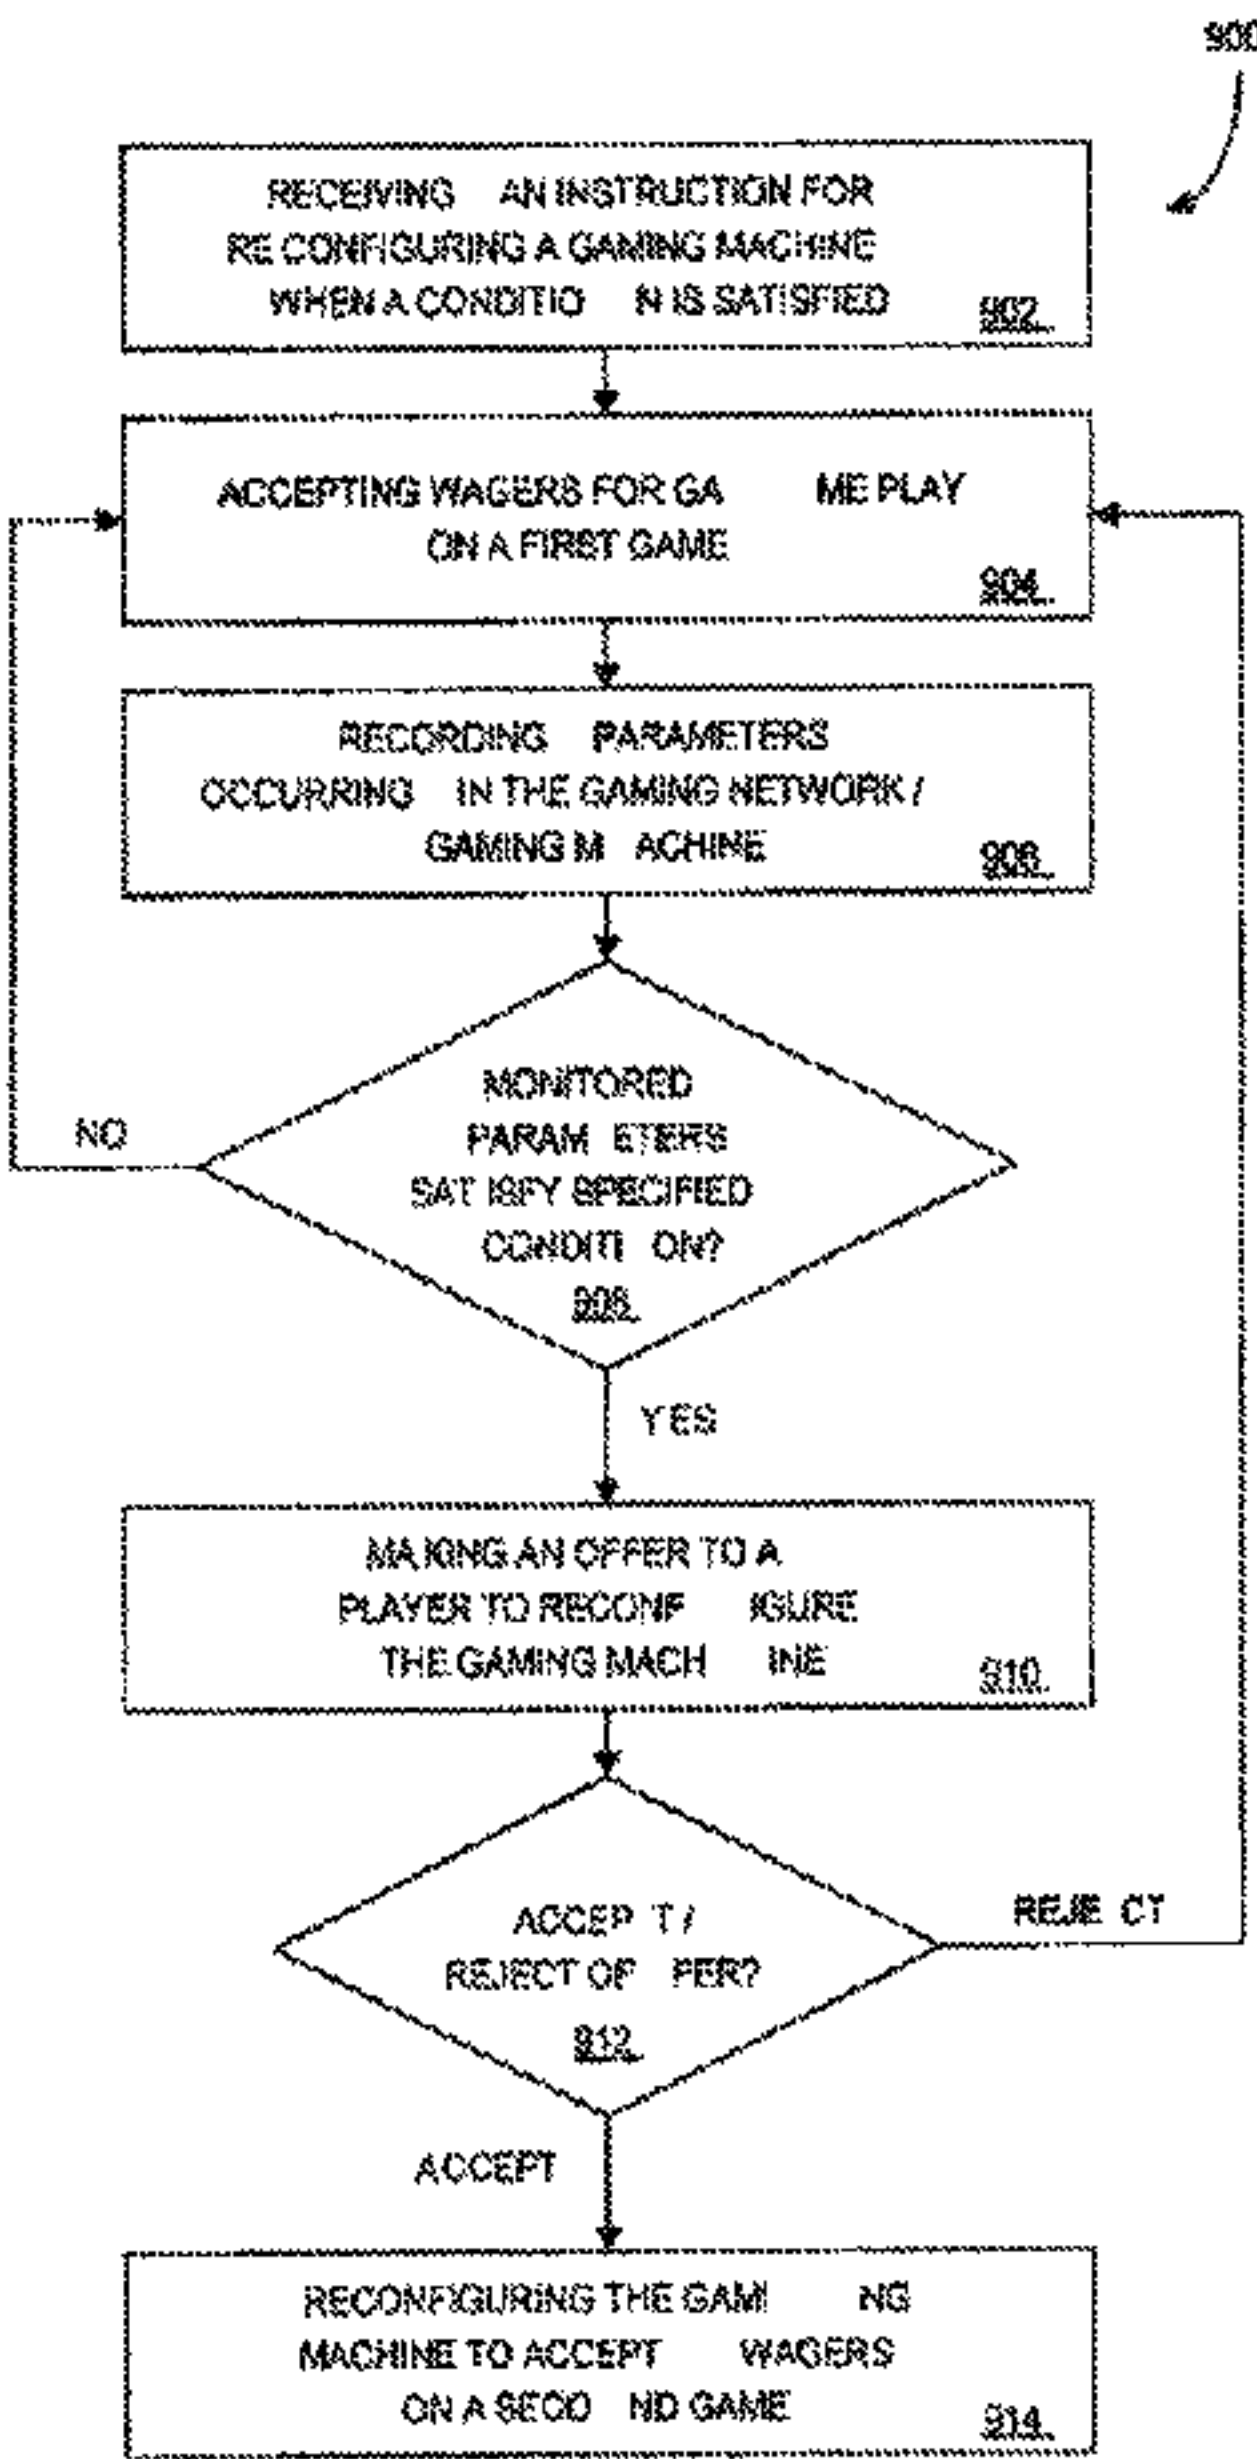 900
RECEIVING AN INSTRUCTION FOR
RE CONFIGURING A GAMING MACHINE
WHEN A CONDITIO N IS SATISFIED
902
ACCEPTING WAGERS FOR GA ME PLAY
ON A FIRST GAME
904
RECORDING PARAMETERS
OCCURRING IN THE GAMING NETWORK /
GAMING M ACHINE
906
MONITORED
PARAM ETERS
SAT ISFY SPECIFIED
CONDITI ON?
908
NO
YES
MAKING AN OFFER TO A
PLAYER TO RECONF IGURE
THE GAMING MACH INE
910
ACCEP T /
REJECT OF FER?
912
REJE CT
ACCEPT
RECONFIGURING THE GAMI NG
MACHINE TO ACCEPT WAGERS
ON A SECO ND GAME
914